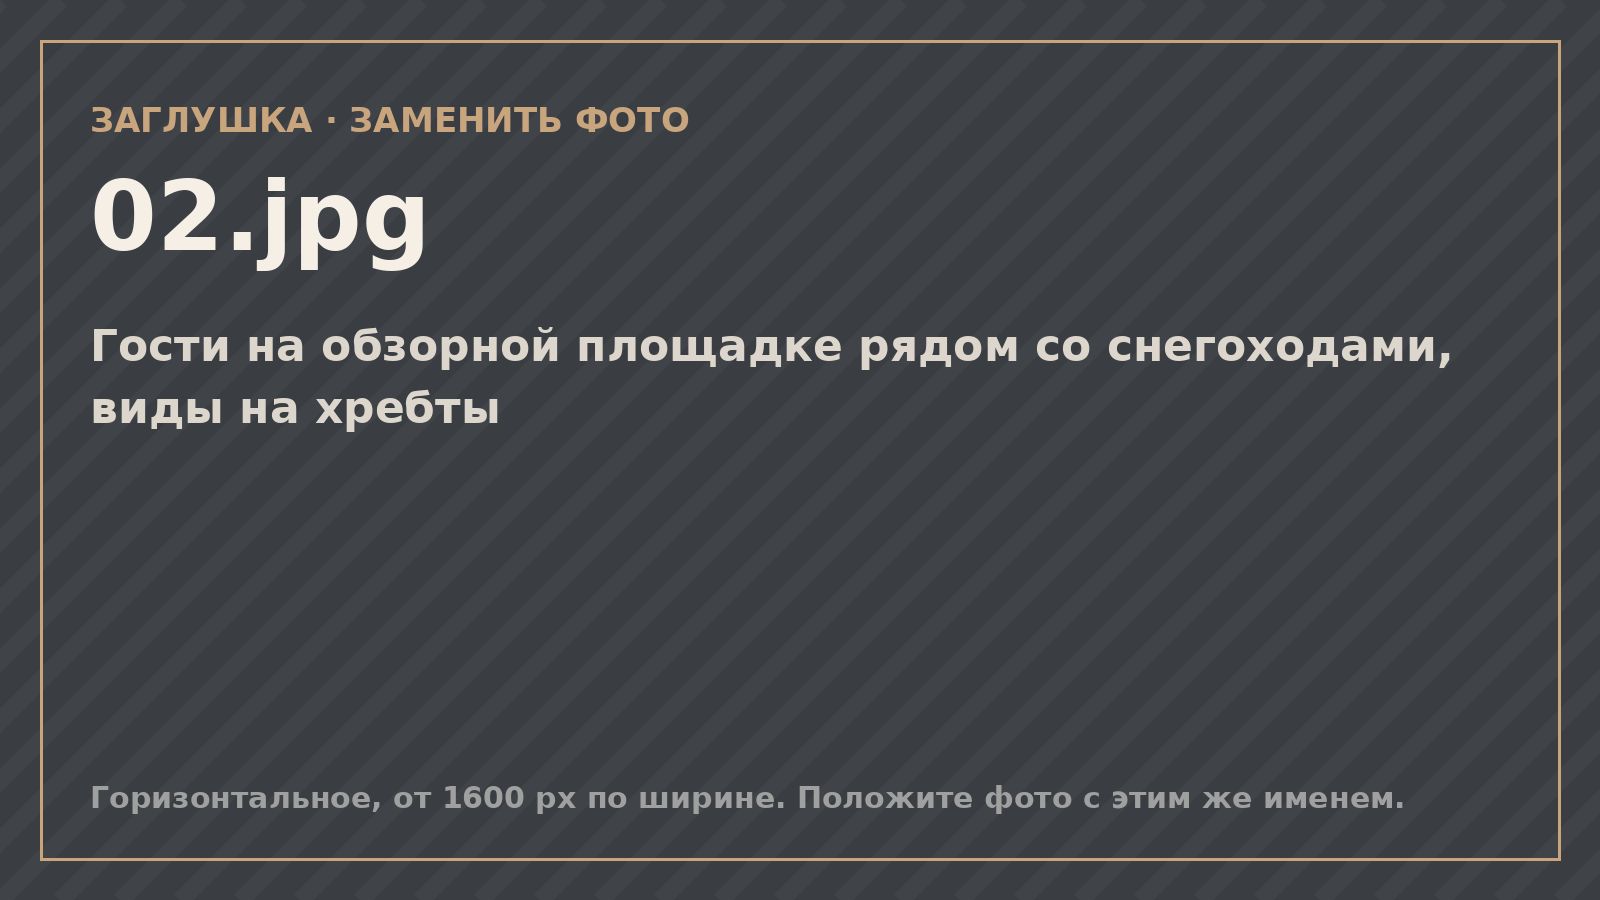 ЗАГЛУШКА · ЗАМЕНИТЬ ФОТО
02.jpg
Гости на обзорной площадке рядом со снегоходами,
виды на хребты
Горизонтальное, от 1600 px по ширине. Положите фото с этим же именем.